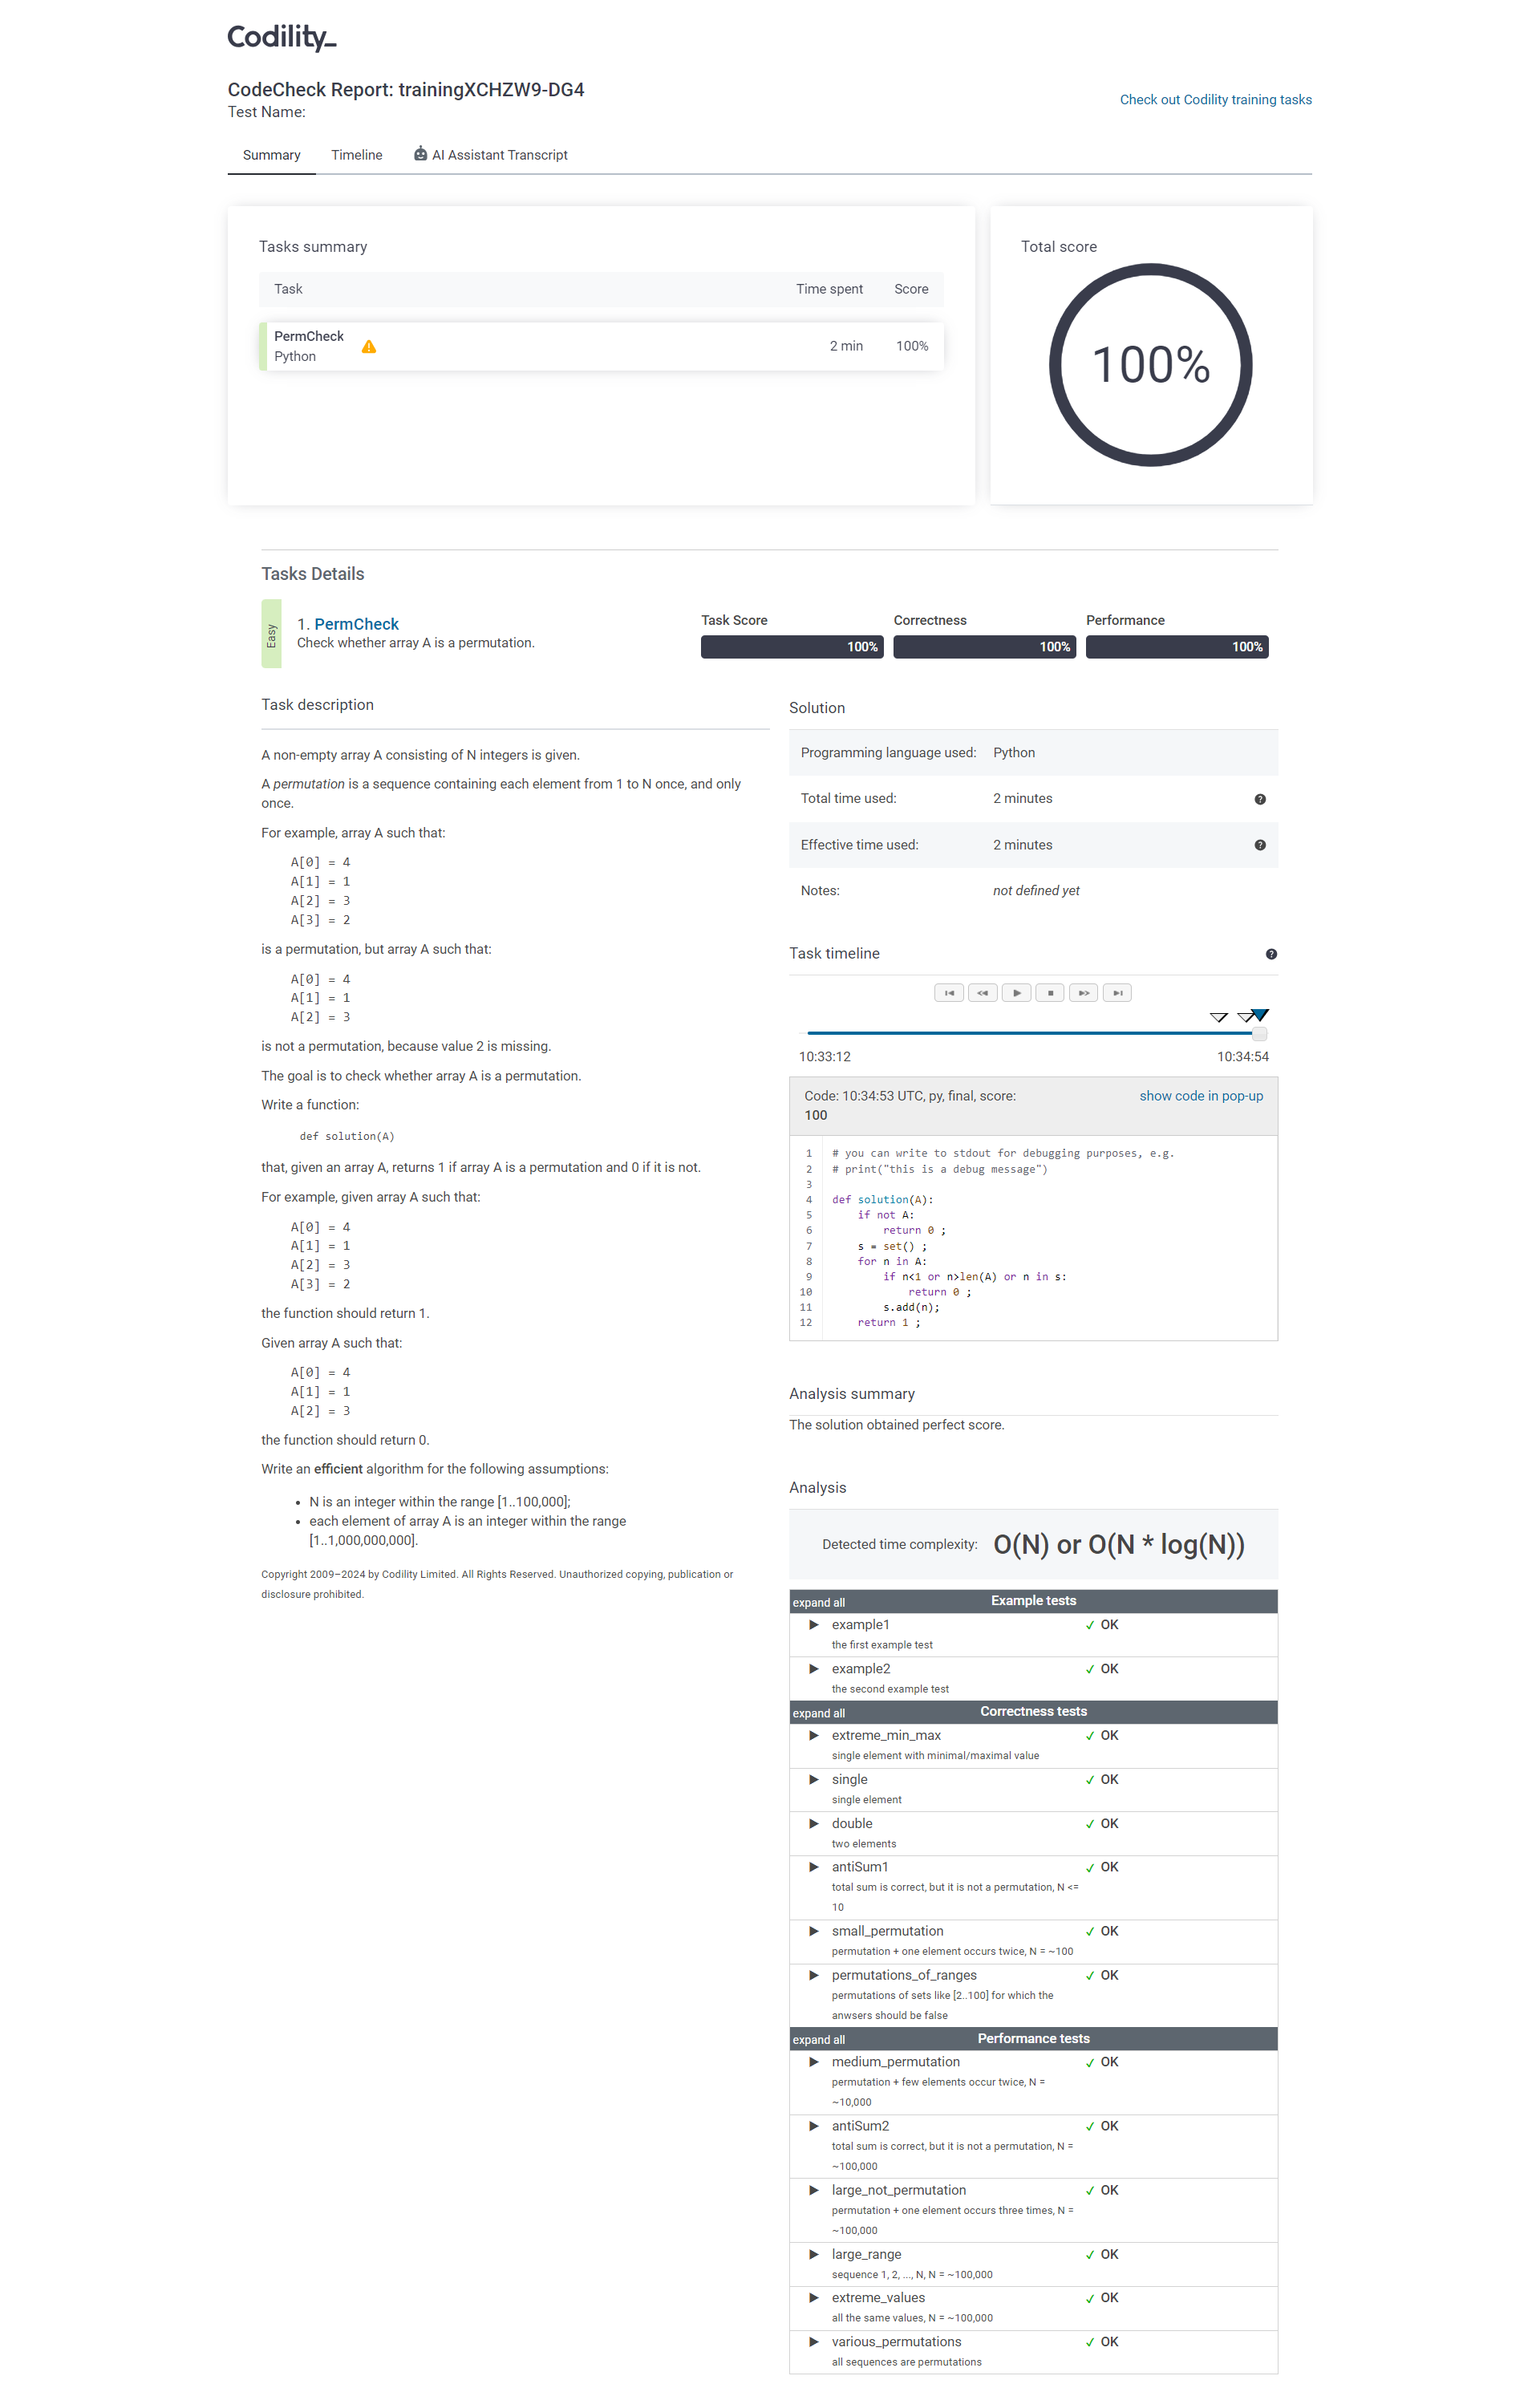 Codility_
CodeCheck Report: trainingXCHZW9-DG4
Test Name:
Check out Codility training tasks
Summary
Timeline
AI Assistant Transcript
Tasks summary
Task Time spent Score
PermCheck
Python
2 min 100%
Total score
100%
Tasks Details
Easy
1. PermCheck
Check whether array A is a permutation.
Task Score Correctness Performance
100% 100% 100%
Task description
A non-empty array A consisting of N integers is given.
A permutation is a sequence containing each element from 1 to N once, and only
once.
For example, array A such that:
A[0] = 4
A[1] = 1
A[2] = 3
A[3] = 2
is a permutation, but array A such that:
A[0] = 4
A[1] = 1
A[2] = 3
is not a permutation, because value 2 is missing.
The goal is to check whether array A is a permutation.
Write a function:
def solution(A)
that, given an array A, returns 1 if array A is a permutation and 0 if it is not.
For example, given array A such that:
A[0] = 4
A[1] = 1
A[2] = 3
A[3] = 2
the function should return 1.
Given array A such that:
A[0] = 4
A[1] = 1
A[2] = 3
the function should return 0.
Write an efficient algorithm for the following assumptions:
• N is an integer within the range [1..100,000];
• each element of array A is an integer within the range
[1..1,000,000,000].
Copyright 2009–2024 by Codility Limited. All Rights Reserved. Unauthorized copying, publication or
disclosure prohibited.
Solution
Programming language used: Python
Total time used: 2 minutes ?
Effective time used: 2 minutes ?
Notes: not defined yet
Task timeline ?
10:33:12 10:34:54
Code: 10:34:53 UTC, py, final, score:
100
show code in pop-up
1 # you can write to stdout for debugging purposes, e.g.
2 # print("this is a debug message")
3
4 def solution(A):
5 if not A:
6 return 0 ;
7 s = set() ;
8 for n in A:
9 if n<1 or n>len(A) or n in s:
10 return 0 ;
11 s.add(n);
12 return 1 ;
Analysis summary
The solution obtained perfect score.
Analysis
Detected time complexity: O(N) or O(N * log(N))
expand all Example tests
example1 ✓ OK
the first example test
example2 ✓ OK
the second example test
expand all Correctness tests
extreme_min_max ✓ OK
single element with minimal/maximal value
single ✓ OK
single element
double ✓ OK
two elements
antiSum1 ✓ OK
total sum is correct, but it is not a permutation, N <=
10
small_permutation ✓ OK
permutation + one element occurs twice, N = ~100
permutations_of_ranges ✓ OK
permutations of sets like [2..100] for which the
anwsers should be false
expand all Performance tests
medium_permutation ✓ OK
permutation + few elements occur twice, N =
~10,000
antiSum2 ✓ OK
total sum is correct, but it is not a permutation, N =
~100,000
large_not_permutation ✓ OK
permutation + one element occurs three times, N =
~100,000
large_range ✓ OK
sequence 1, 2, ..., N, N = ~100,000
extreme_values ✓ OK
all the same values, N = ~100,000
various_permutations ✓ OK
all sequences are permutations